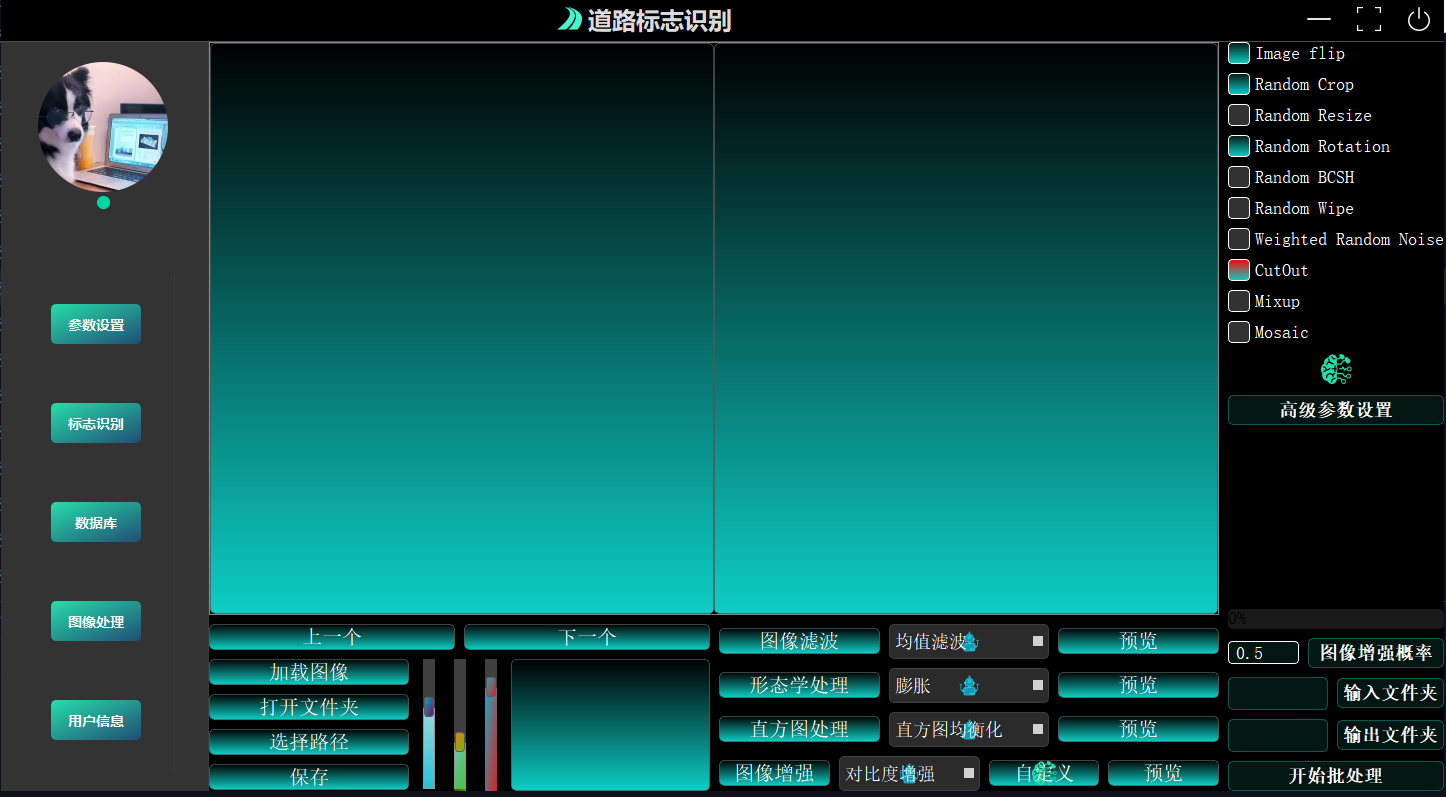 道路标志识别
参数设置
标志识别
数据库
图像处理
用户信息
上一个
下一个
加载图像
打开文件夹
选择路径
保存
图像滤波
均值滤波
预览
形态学处理
膨胀
预览
直方图处理
直方图均衡化
预览
图像增强
对比度增强
自定义
预览
Image flip
Random Crop
Random Resize
Random Rotation
Random BCSH
Random Wipe
Weighted Random Noise
CutOut
Mixup
Mosaic
高级参数设置
0%
0.5
图像增强概率
输入文件夹
输出文件夹
开始批处理